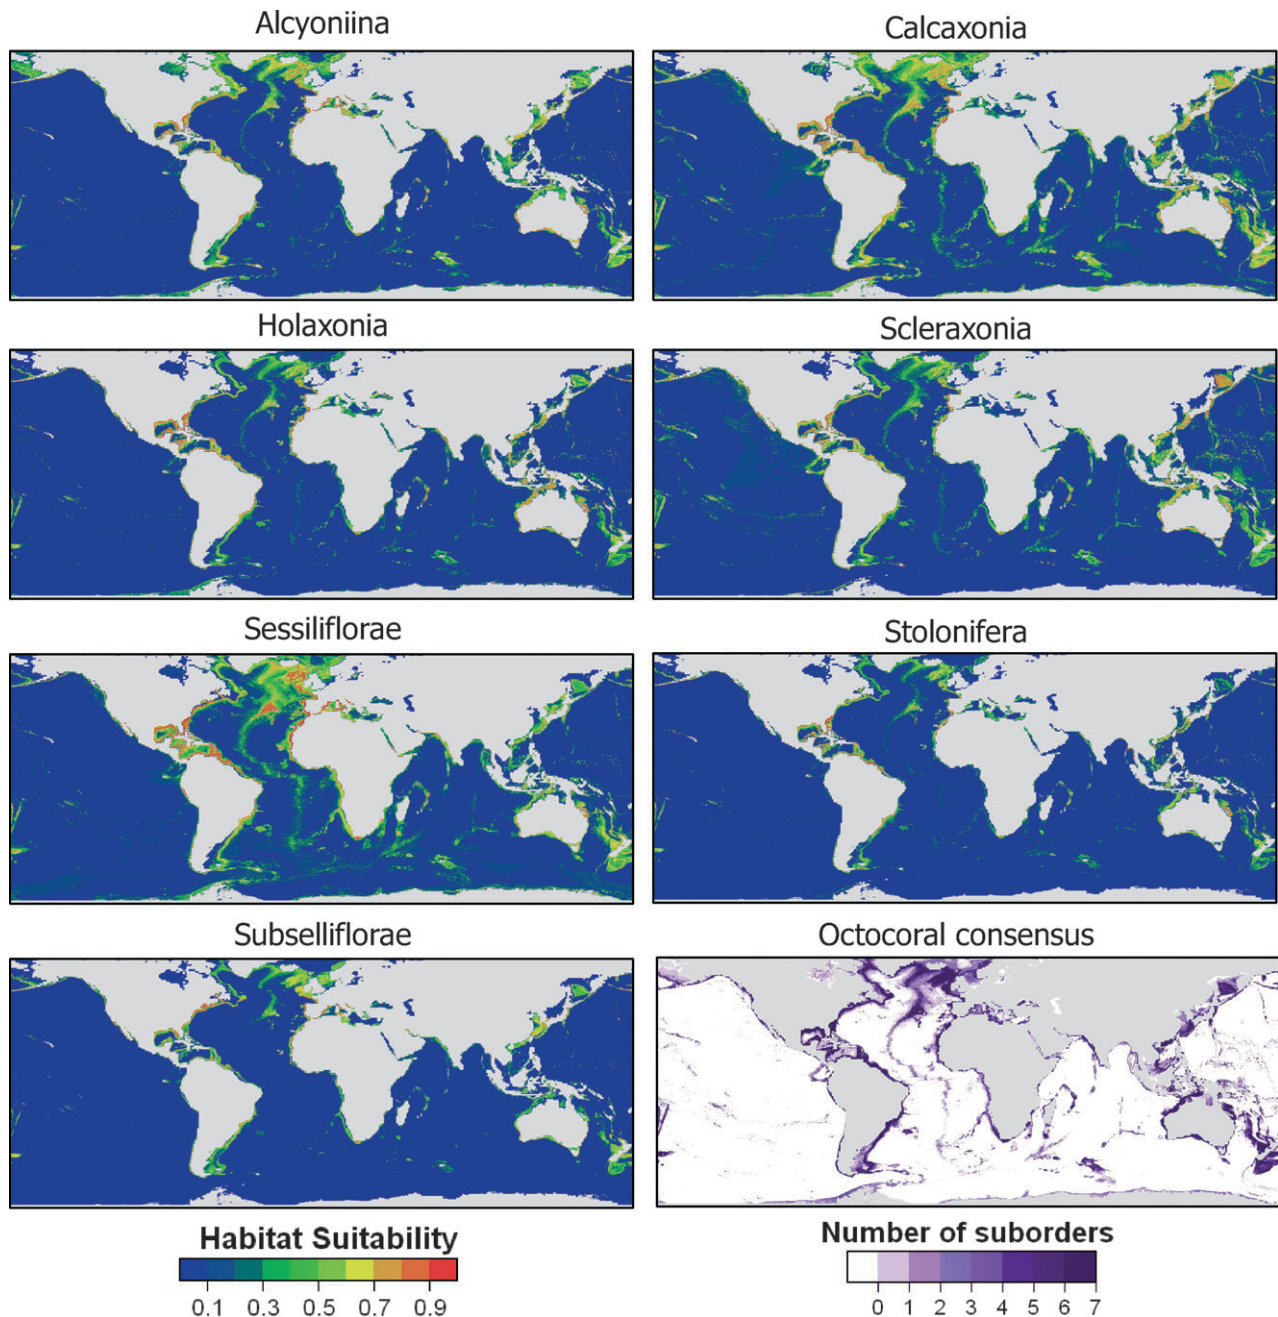 Alcyoniina
Calcaxonia
Holaxonia
Scleraxonia
Sessiliflorae
Stolonifera
Subselliflorae
Octocoral consensus
Habitat Suitability
0.1 0.3 0.5 0.7 0.9
Number of suborders
0 1 2 3 4 5 6 7